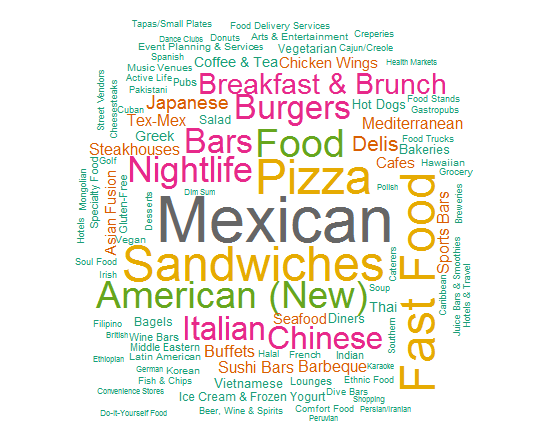 Tapas/Small Plates
Food Delivery Services
Dance Clubs
Donuts
Arts & Entertainment
Creperies
Event Planning & Services
Vegetarian
Cajun/Creole
Spanish
Coffee & Tea
Chicken Wings
Health Markets
Music Venues
Active Life
Pubs
Breakfast & Brunch
Pakistani
Street Vendors
Cheesesteaks
Japanese
Burgers
Hot Dogs
Food Stands
Gastropubs
Cuban
Tex-Mex
Salad
Mediterranean
Greek
Bars
Food
Delis
Food Trucks
Bakeries
Steakhouses
Golf
Nightlife
Pizza
Cafes
Hawaiian
Grocery
Hotels
Mongolian
Specialty Food
Asian Fusion
Gluten-Free
Desserts
Dim Sum
Polish
Mexican
Fast Food
Sports Bars
Breweries
Vegan
Soul Food
Irish
Sandwiches
Caterers
Caribbean
Juice Bars & Smoothies
Hotels & Travel
American (New)
Soup
Thai
Southern
Filipino
Bagels
Italian
Seafood
Diners
British
Wine Bars
Chinese
Middle Eastern
Ethiopian
Latin American
Buffets
Halal
French
Indian
German
Korean
Sushi Bars
Barbeque
Karaoke
Fish & Chips
Vietnamese
Lounges
Ethnic Food
Convenience Stores
Ice Cream & Frozen Yogurt
Dive Bars
Shopping
Do-It-Yourself Food
Beer, Wine & Spirits
Comfort Food
Persian/Iranian
Peruvian